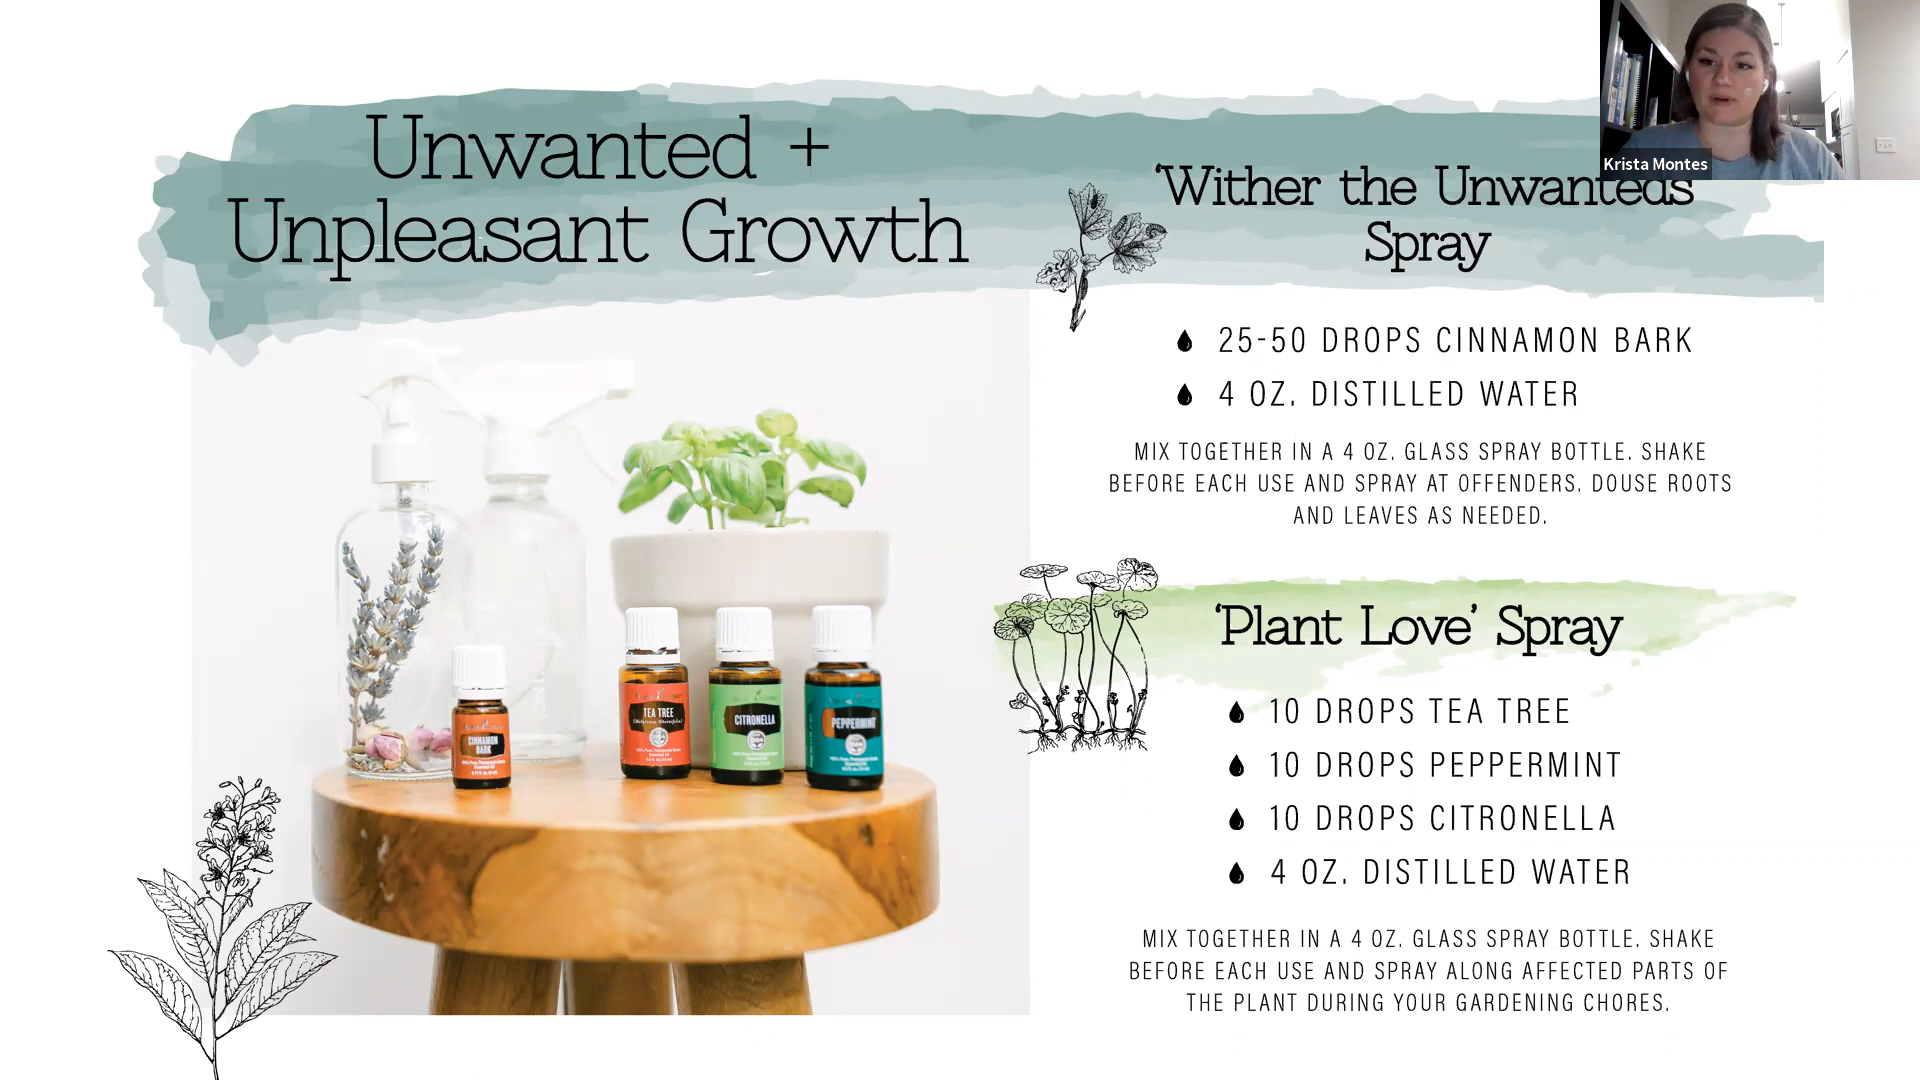 Krista Montes
Unwanted +
Unpleasant Growth
'Wither the Unwanteds
Spray
25-50 DROPS CINNAMON BARK
4 OZ. DISTILLED WATER
MIX TOGETHER IN A 4 OZ. GLASS SPRAY BOTTLE. SHAKE
BEFORE EACH USE AND SPRAY AT OFFENDERS. DOUSE ROOTS
AND LEAVES AS NEEDED.
'Plant Love' Spray
10 DROPS TEA TREE
10 DROPS PEPPERMINT
10 DROPS CITRONELLA
4 OZ. DISTILLED WATER
MIX TOGETHER IN A 4 OZ. GLASS SPRAY BOTTLE. SHAKE
BEFORE EACH USE AND SPRAY ALONG AFFECTED PARTS OF
THE PLANT DURING YOUR GARDENING CHORES.
CINNAMON
BARK
TEA TREE
CITRONELLA
PEPPERMINT